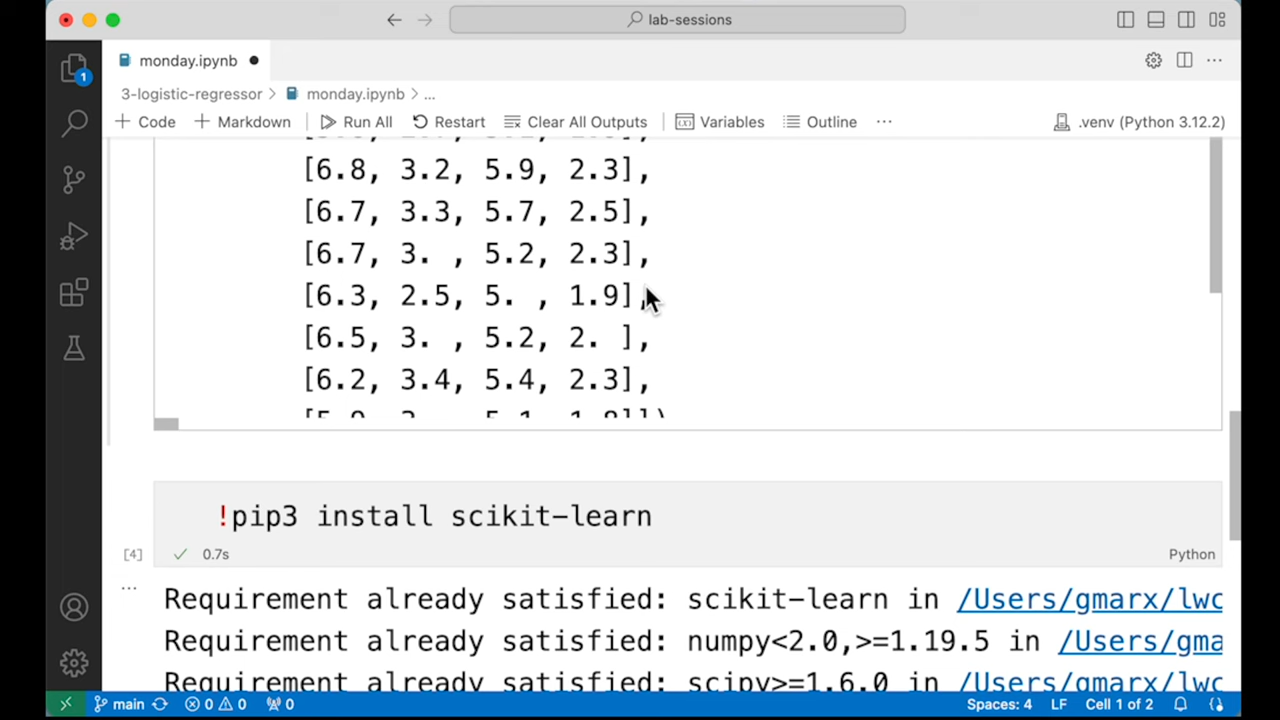 lab-sessions
monday.ipynb
1
3-logistic-regressor > monday.ipynb > ...
+ Code + Markdown Run All Restart Clear All Outputs Variables Outline ... .venv (Python 3.12.2)
[6.8, 3.2, 5.9, 2.3],
[6.7, 3.3, 5.7, 2.5],
[6.7, 3. , 5.2, 2.3],
[6.3, 2.5, 5. , 1.9],
[6.5, 3. , 5.2, 2. ],
[6.2, 3.4, 5.4, 2.3],
!pip3 install scikit-learn
[4] ✓ 0.7s Python
... Requirement already satisfied: scikit-learn in /Users/gmarx/lwc
Requirement already satisfied: numpy<2.0,>=1.19.5 in /Users/gma
Requirement already satisfied: scipy>=1.6.0 in /Users/gmarx/lwc
main 0 0 0 Spaces: 4 LF Cell 1 of 2